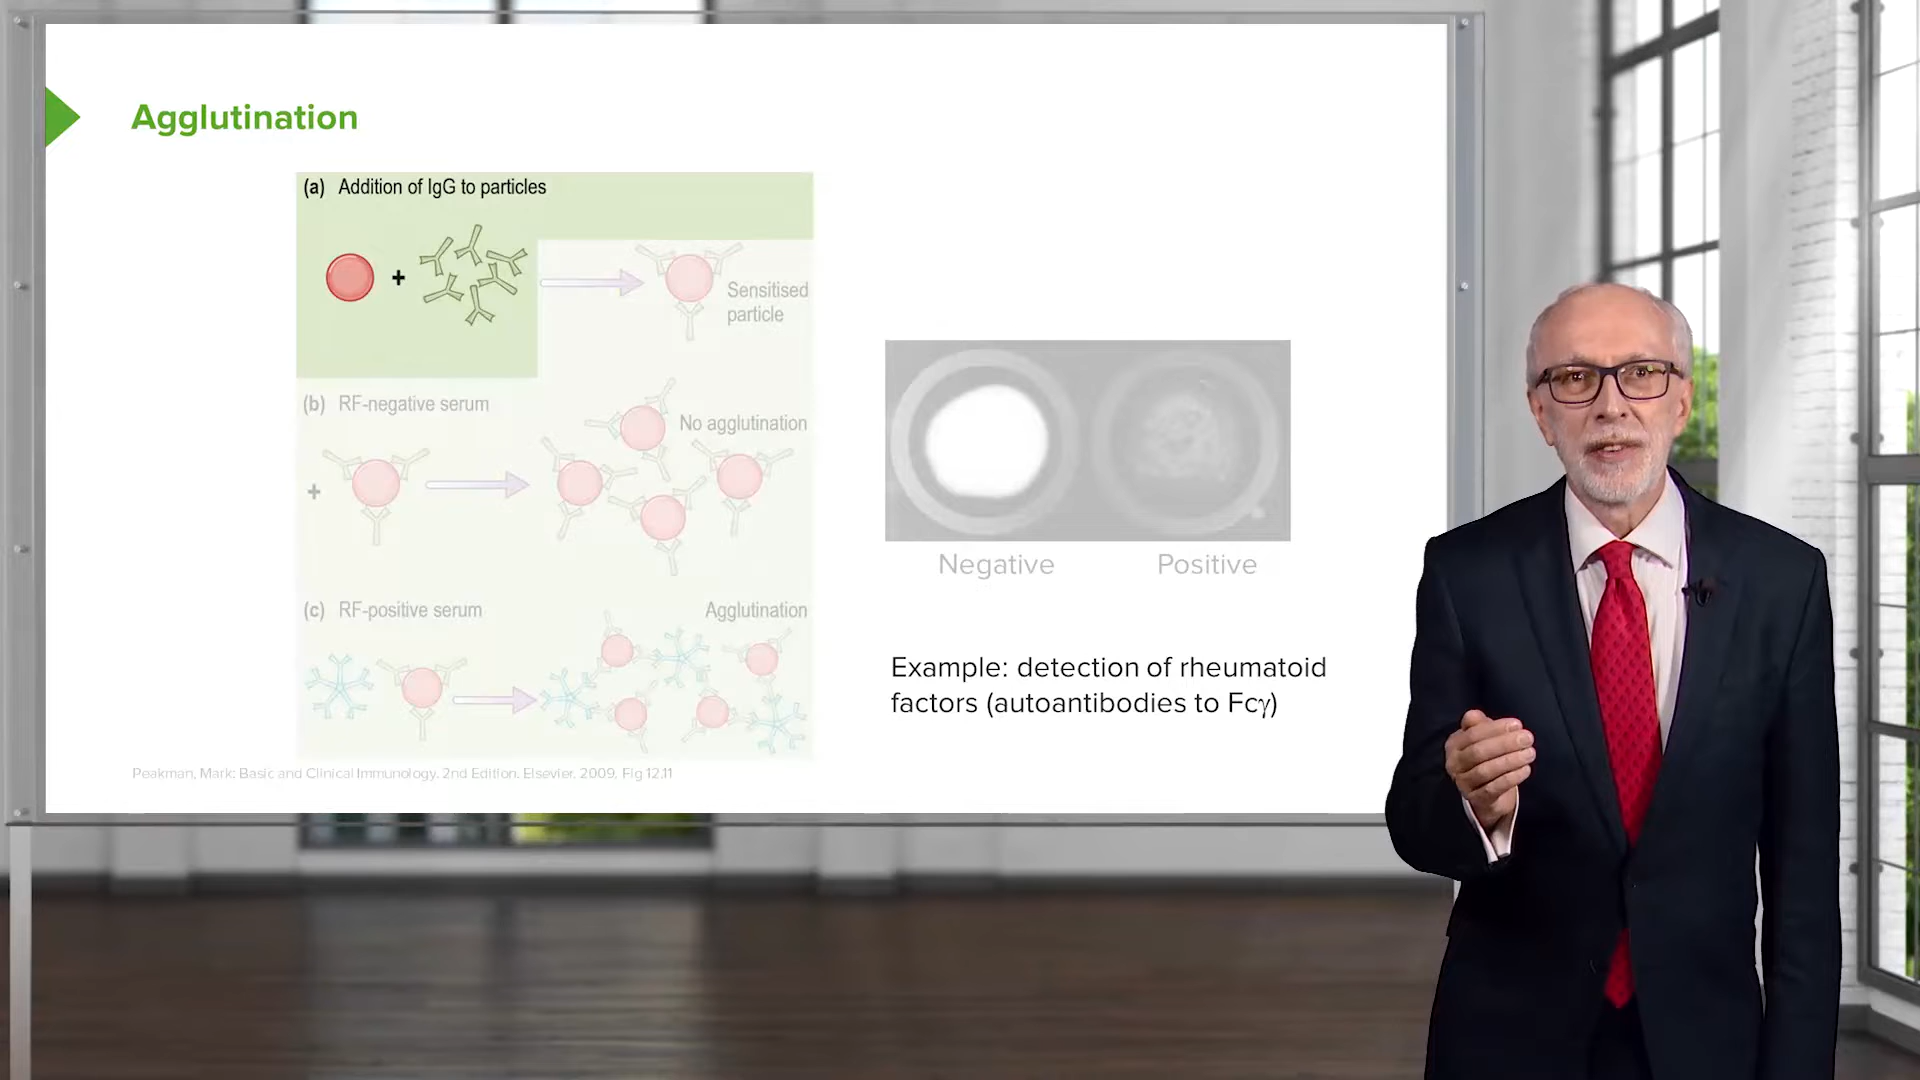 Agglutination
(a) Addition of IgG to particles
+
Sensitised
particle
(b) RF-negative serum
No agglutination
+
(c) RF-positive serum
Agglutination
Negative
Positive
Example: detection of rheumatoid
factors (autoantibodies to Fcγ)
Peakman, Mark: Basic and Clinical Immunology. 2nd Edition. Elsevier. 2009. Fig 12.11